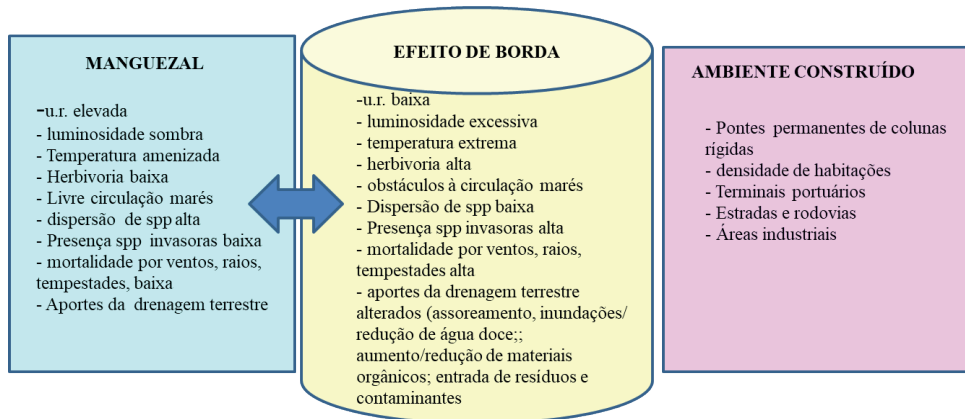 MANGUEZAL
-u.r. elevada
- luminosidade sombra
- Temperatura amenizada
- Herbivoria baixa
- Livre circulação marés
- dispersão de spp alta
- Presença spp invasoras baixa
- mortalidade por ventos, raios,
tempestades, baixa
- Aportes da drenagem terrestre
EFEITO DE BORDA
-u.r. baixa
- luminosidade excessiva
- temperatura extrema
- herbivoria alta
- obstáculos à circulação marés
- Dispersão de spp baixa
- Presença spp invasoras alta
- mortalidade por ventos, raios,
tempestades alta
- aportes da drenagem terrestre
alterados (assoreamento, inundações/
redução de água doce;;
aumento/redução de materiais
orgânicos; entrada de resíduos e
contaminantes
AMBIENTE CONSTRUÍDO
- Pontes permanentes de colunas
rígidas
- densidade de habitações
- Terminais portuários
- Estradas e rodovias
- Áreas industriais